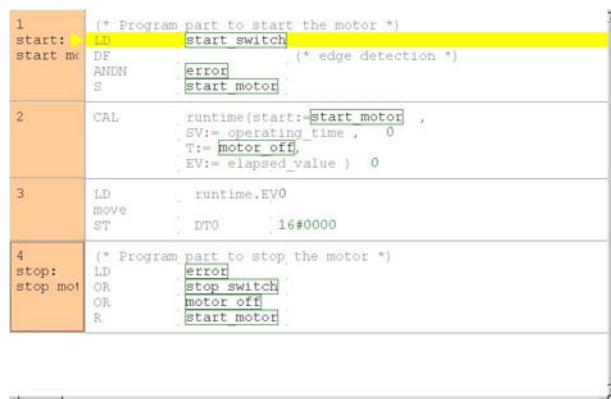 1
start:
start mo
(* Program part to start the motor *)
LD start_switch
DF (* edge detection *)
ANDN error
S start_motor
2
CAL runtime(start:=start_motor ,
SV:= operating_time , 0
T:= motor_off,
EV:= elapsed_value ) 0
3
LD runtime.EV0
move
ST DT0 16#0000
4
stop:
stop mot
(* Program part to stop the motor *)
LD error
OR stop_switch
OR motor_off
R start_motor